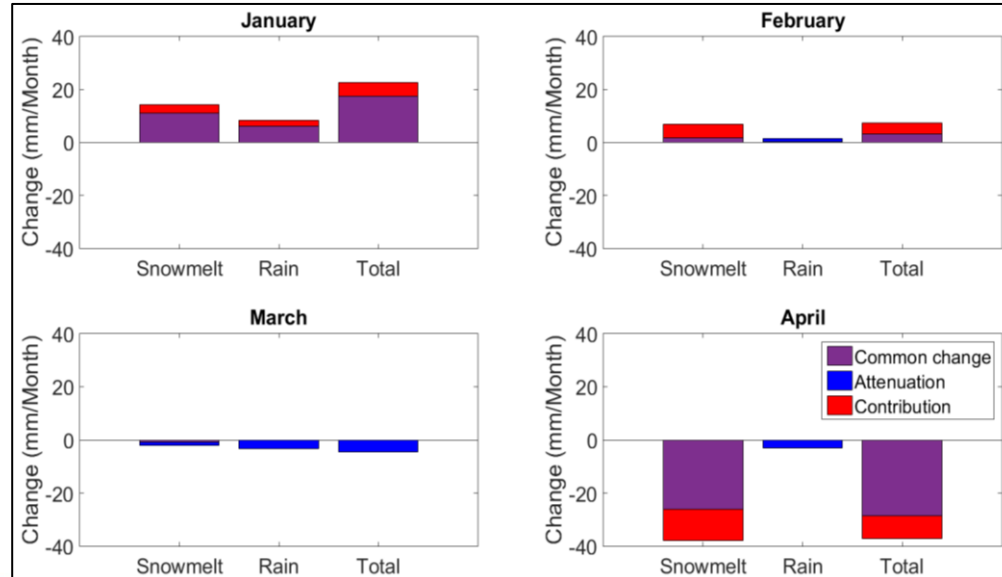 January
Change (mm/Month)
40
20
0
-20
-40
Snowmelt Rain Total
February
Change (mm/Month)
40
20
0
-20
-40
Snowmelt Rain Total
March
Change (mm/Month)
40
20
0
-20
-40
Snowmelt Rain Total
April
Change (mm/Month)
40
20
0
-20
-40
Common change
Attenuation
Contribution
Snowmelt Rain Total